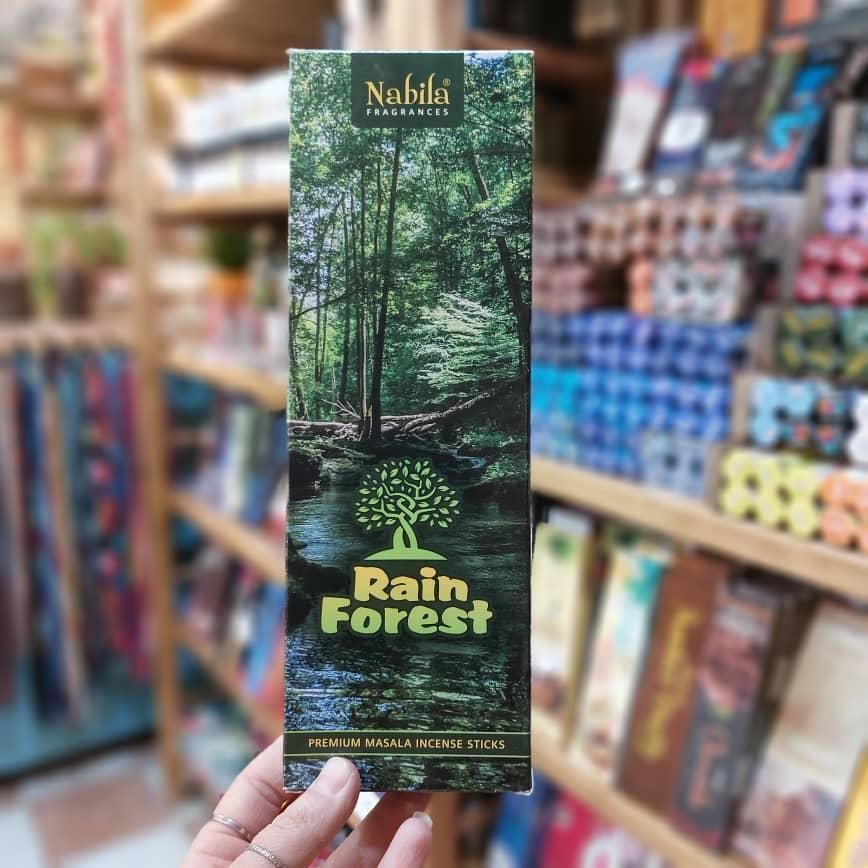 Nabila®
FRAGRANCES
Rain
Forest
PREMIUM MASALA INCENSE STICKS